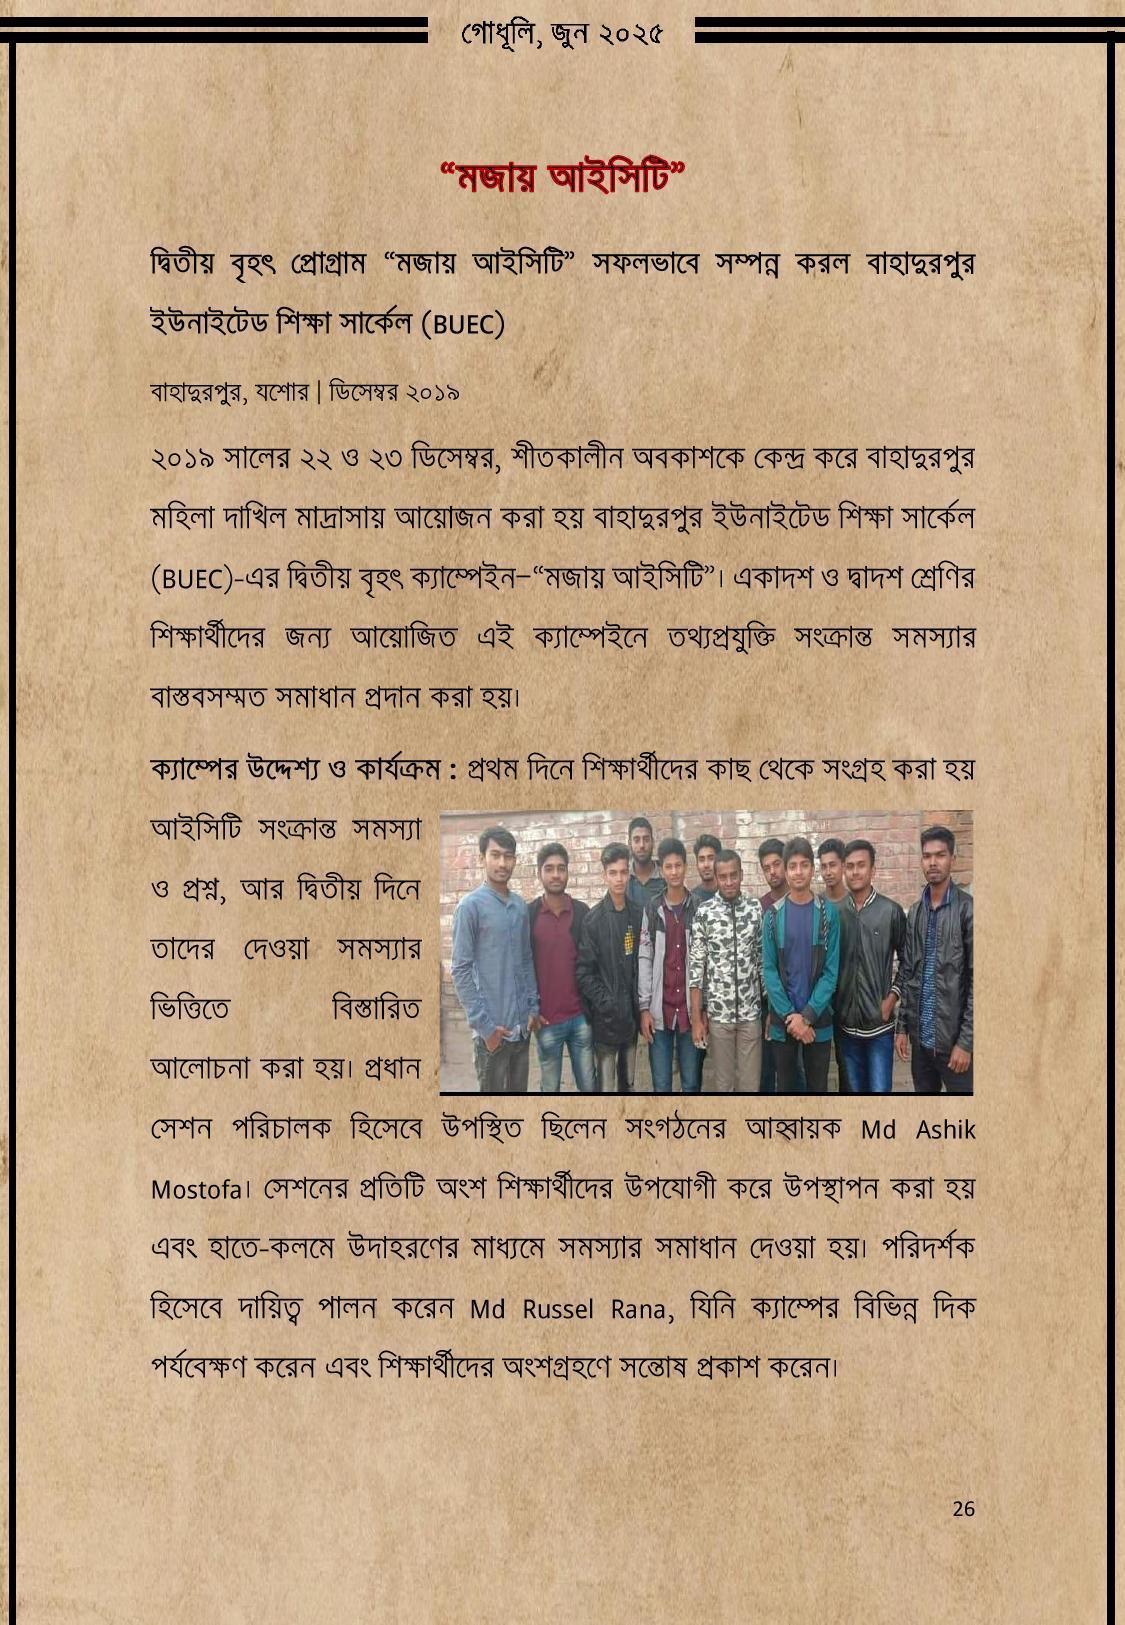 গোধূলি, জুন ২০২৫
“মজায় আইসিটি”
দ্বিতীয় বৃহৎ প্রোগ্রাম “মজায় আইসিটি” সফলভাবে সম্পন্ন করল বাহাদুরপুর
ইউনাইটেড শিক্ষা সার্কেল (BUEC)
বাহাদুরপুর, যশোর | ডিসেম্বর ২০১৯
২০১৯ সালের ২২ ও ২৩ ডিসেম্বর, শীতকালীন অবকাশকে কেন্দ্র করে বাহাদুরপুর
মহিলা দাখিল মাদ্রাসায় আয়োজন করা হয় বাহাদুরপুর ইউনাইটেড শিক্ষা সার্কেল
(BUEC)-এর দ্বিতীয় বৃহৎ ক্যাম্পেইন–“মজায় আইসিটি”। একাদশ ও দ্বাদশ শ্রেণির
শিক্ষার্থীদের জন্য আয়োজিত এই ক্যাম্পেইনে তথ্যপ্রযুক্তি সংক্রান্ত সমস্যার
বাস্তবসম্মত সমাধান প্রদান করা হয়।
ক্যাম্পের উদ্দেশ্য ও কার্যক্রম : প্রথম দিনে শিক্ষার্থীদের কাছ থেকে সংগ্রহ করা হয়
আইসিটি সংক্রান্ত সমস্যা
ও প্রশ্ন, আর দ্বিতীয় দিনে
তাদের দেওয়া সমস্যার
ভিত্তিতে বিস্তারিত
আলোচনা করা হয়। প্রধান
সেশন পরিচালক হিসেবে উপস্থিত ছিলেন সংগঠনের আহ্বায়ক Md Ashik
Mostofa। সেশনের প্রতিটি অংশ শিক্ষার্থীদের উপযোগী করে উপস্থাপন করা হয়
এবং হাতে-কলমে উদাহরণের মাধ্যমে সমস্যার সমাধান দেওয়া হয়। পরিদর্শক
হিসেবে দায়িত্ব পালন করেন Md Russel Rana, যিনি ক্যাম্পের বিভিন্ন দিক
পর্যবেক্ষণ করেন এবং শিক্ষার্থীদের অংশগ্রহণে সন্তোষ প্রকাশ করেন।
26